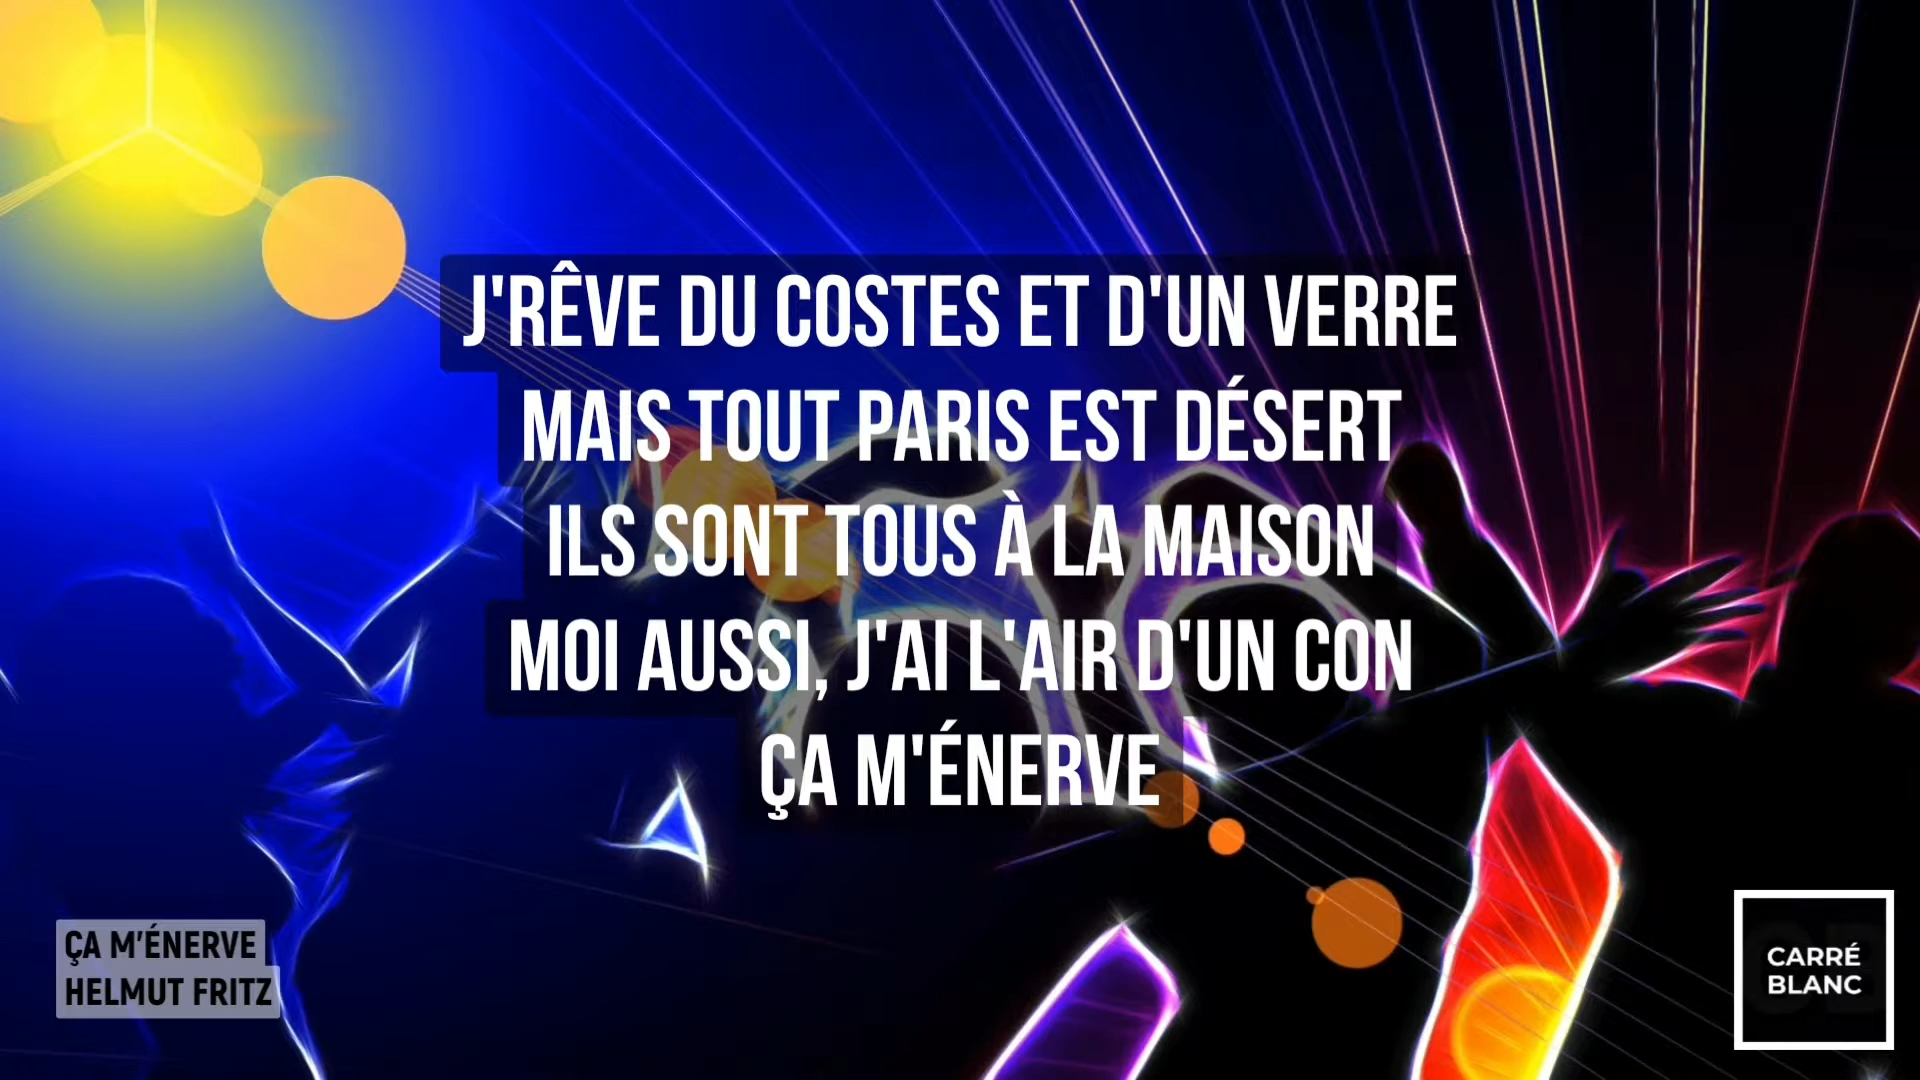 J'RÊVE DU COSTES ET D'UN VERRE
MAIS TOUT PARIS EST DÉSERT
ILS SONT TOUS À LA MAISON
MOI AUSSI, J'AI L'AIR D'UN CON
ÇA M'ÉNERVE
ÇA M'ÉNERVE
HELMUT FRITZ
CARRÉ
BLANC